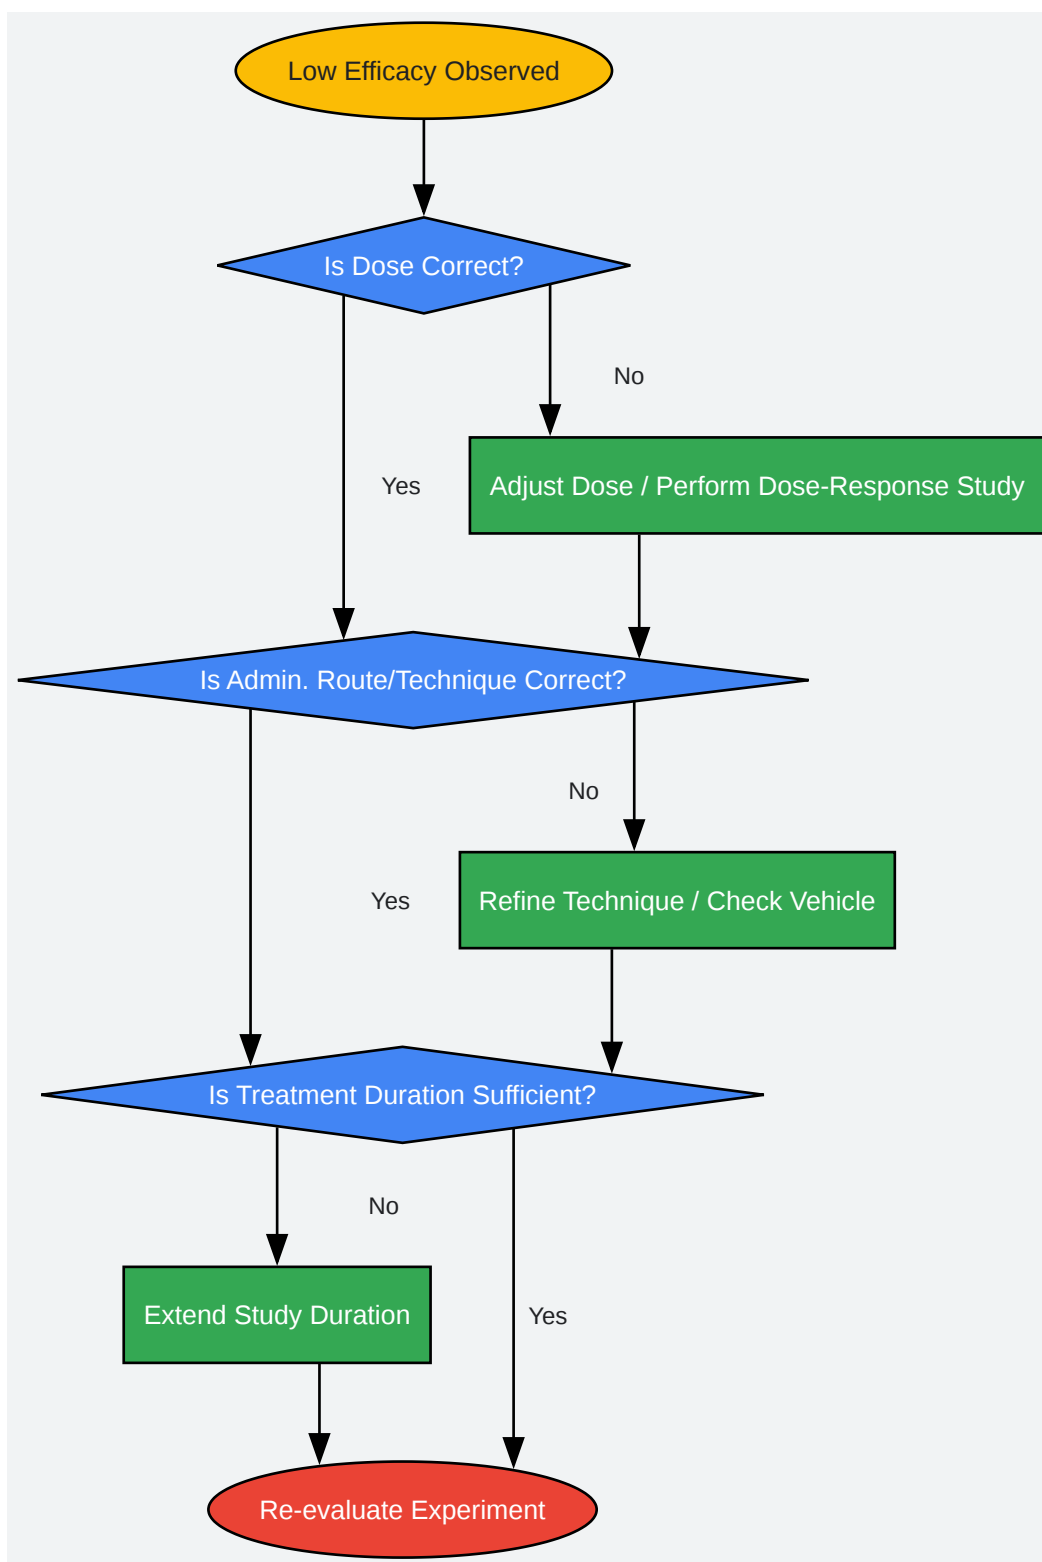 Low Efficacy Observed
Is Dose Correct?
No
Yes
Adjust Dose / Perform Dose-Response Study
Is Admin. Route/Technique Correct?
No
Yes
Refine Technique / Check Vehicle
Is Treatment Duration Sufficient?
No
Extend Study Duration
Yes
Re-evaluate Experiment